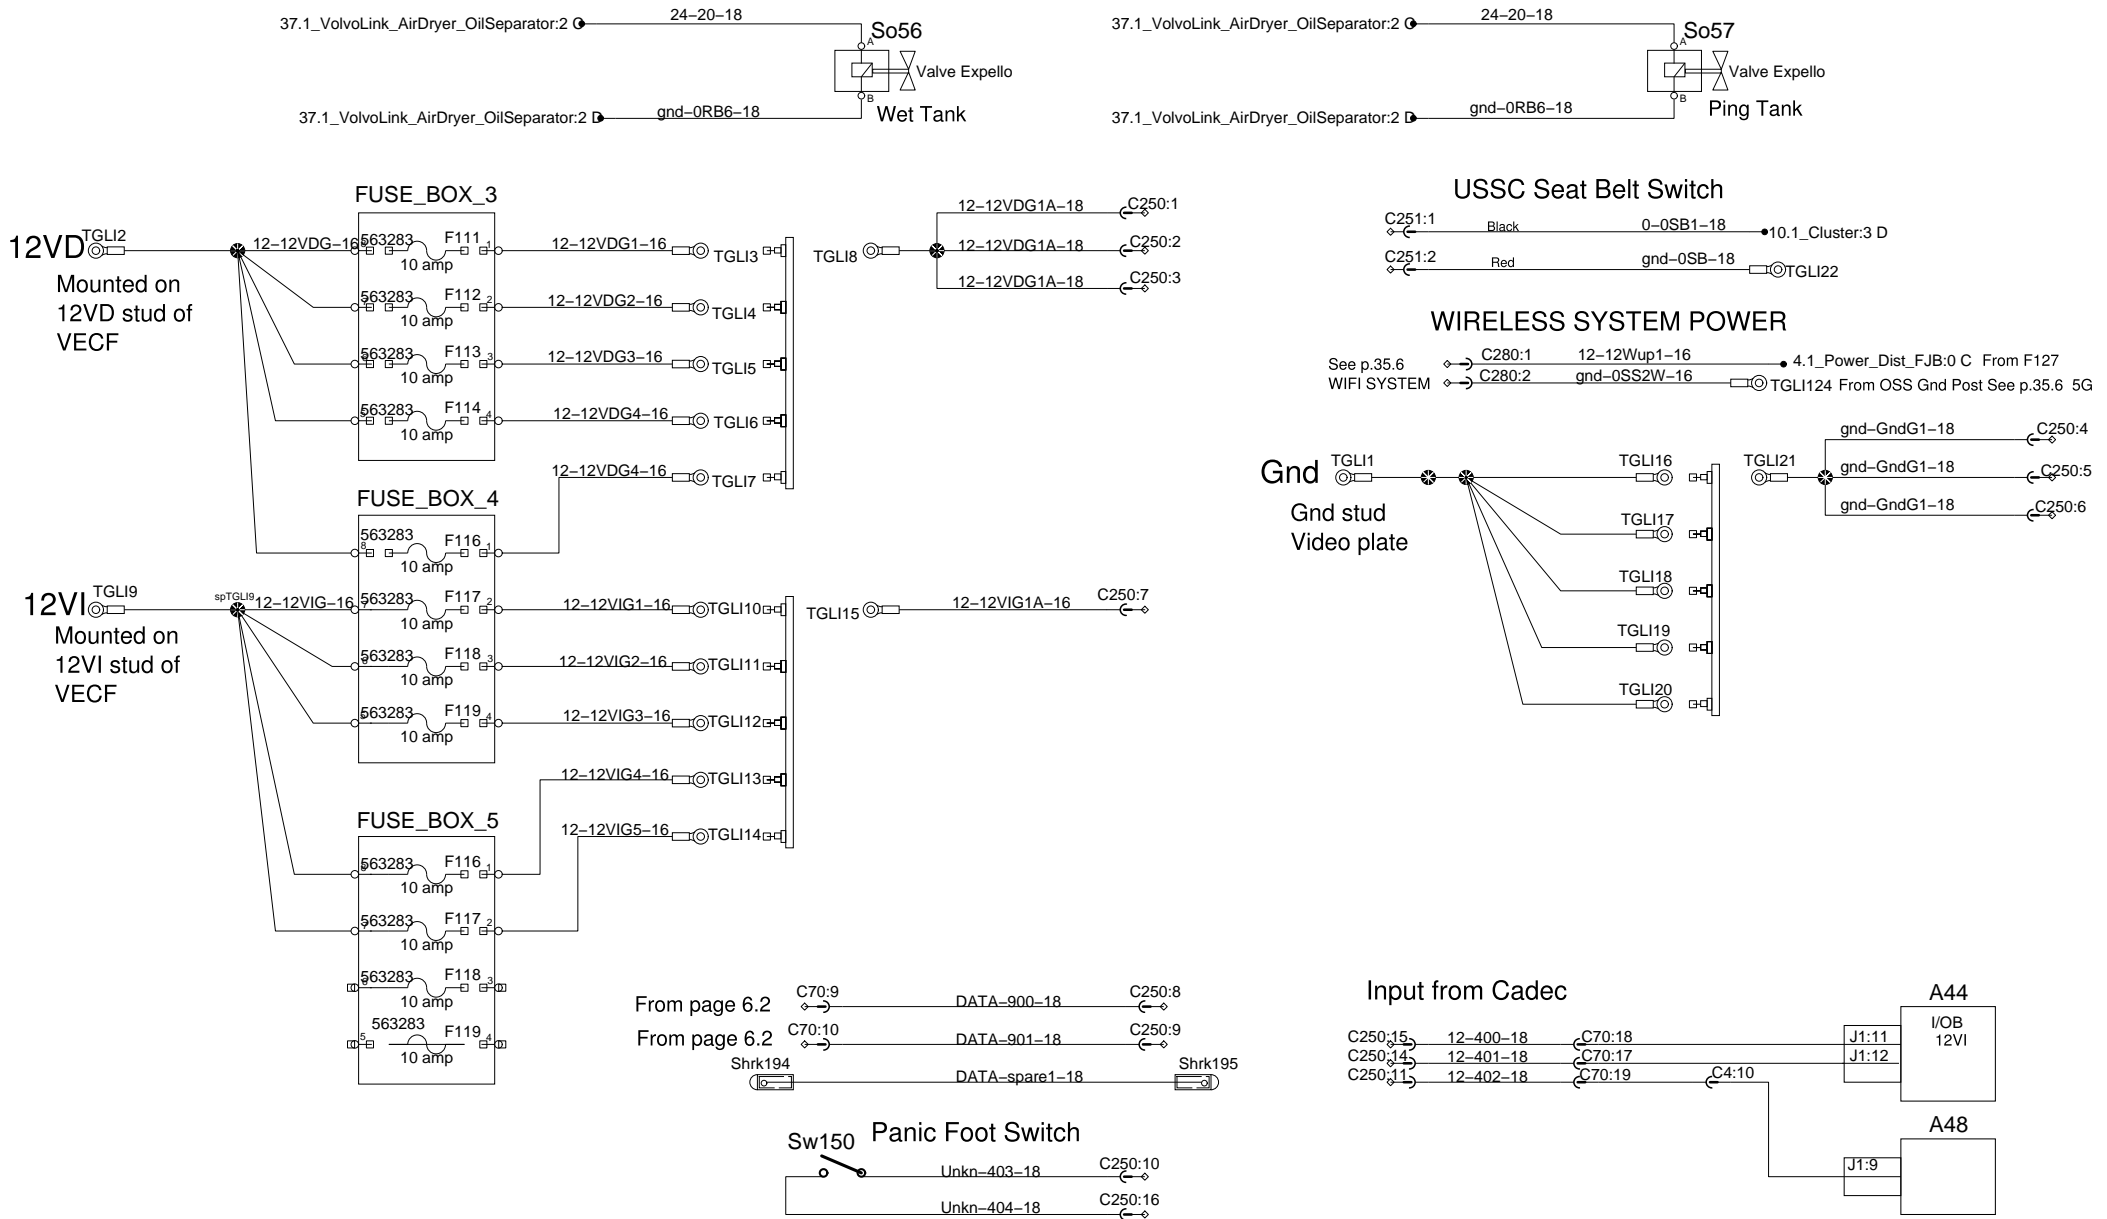 37.1_VolvoLink_AirDryer_OilSeparator:2 C
24–20–18
So56
A
Valve Expello
B
37.1_VolvoLink_AirDryer_OilSeparator:2 D
gnd–0RB6–18
Wet Tank
37.1_VolvoLink_AirDryer_OilSeparator:2 C
24–20–18
So57
A
Valve Expello
B
37.1_VolvoLink_AirDryer_OilSeparator:2 D
gnd–0RB6–18
Ping Tank
12VD
TGLI2
Mounted on
12VD stud of
VECF
12–12VDG–16
FUSE_BOX_3
563283 F111 1
10 amp
563283 F112 2
10 amp
563283 F113 3
10 amp
563283 F114 4
10 amp
12–12VDG1–16 TGLI3
12–12VDG2–16 TGLI4
12–12VDG3–16 TGLI5
12–12VDG4–16 TGLI6
12–12VDG4–16 TGLI7
TGLI8
12–12VDG1A–18 C250:1
12–12VDG1A–18 C250:2
12–12VDG1A–18 C250:3
FUSE_BOX_4
8 563283 F116 1
10 amp
563283 F117 2
10 amp
563283 F118 3
10 amp
563283 F119 4
10 amp
12VI
TGLI9
spTGLI9
12–12VIG–16
Mounted on
12VI stud of
VECF
12–12VIG1–16 TGLI10
12–12VIG2–16 TGLI11
12–12VIG3–16 TGLI12
12–12VIG4–16 TGLI13
12–12VIG5–16 TGLI14
TGLI15 12–12VIG1A–16 C250:7
FUSE_BOX_5
563283 F116 1
10 amp
563283 F117 2
10 amp
563283 F118 3
10 amp
5 563283 F119 4
10 amp
USSC Seat Belt Switch
C251:1 Black 0–0SB1–18 10.1_Cluster:3 D
C251:2 Red gnd–0SB–18 TGLI22
WIRELESS SYSTEM POWER
See p.35.6 C280:1 12–12Wup1–16 4.1_Power_Dist_FJB:0 C From F127
WIFI SYSTEM C280:2 gnd–0SS2W–16 TGLI124 From OSS Gnd Post See p.35.6 5G
Gnd
TGLI1
Gnd stud
Video plate
TGLI16
TGLI17
TGLI18
TGLI19
TGLI20
TGLI21
gnd–GndG1–18 C250:4
gnd–GndG1–18 C250:5
gnd–GndG1–18 C250:6
From page 6.2 C70:9 DATA–900–18 C250:8
From page 6.2 C70:10 DATA–901–18 C250:9
Shrk194 DATA–spare1–18 Shrk195
Panic Foot Switch
Sw150
Unkn–403–18 C250:10
Unkn–404–18 C250:16
Input from Cadec
C250:15 12–400–18 C70:18 J1:11
C250:14 12–401–18 C70:17 J1:12
C250:11 12–402–18 C70:19 C4:10
A44
I/OB
12VI
A48
J1:9